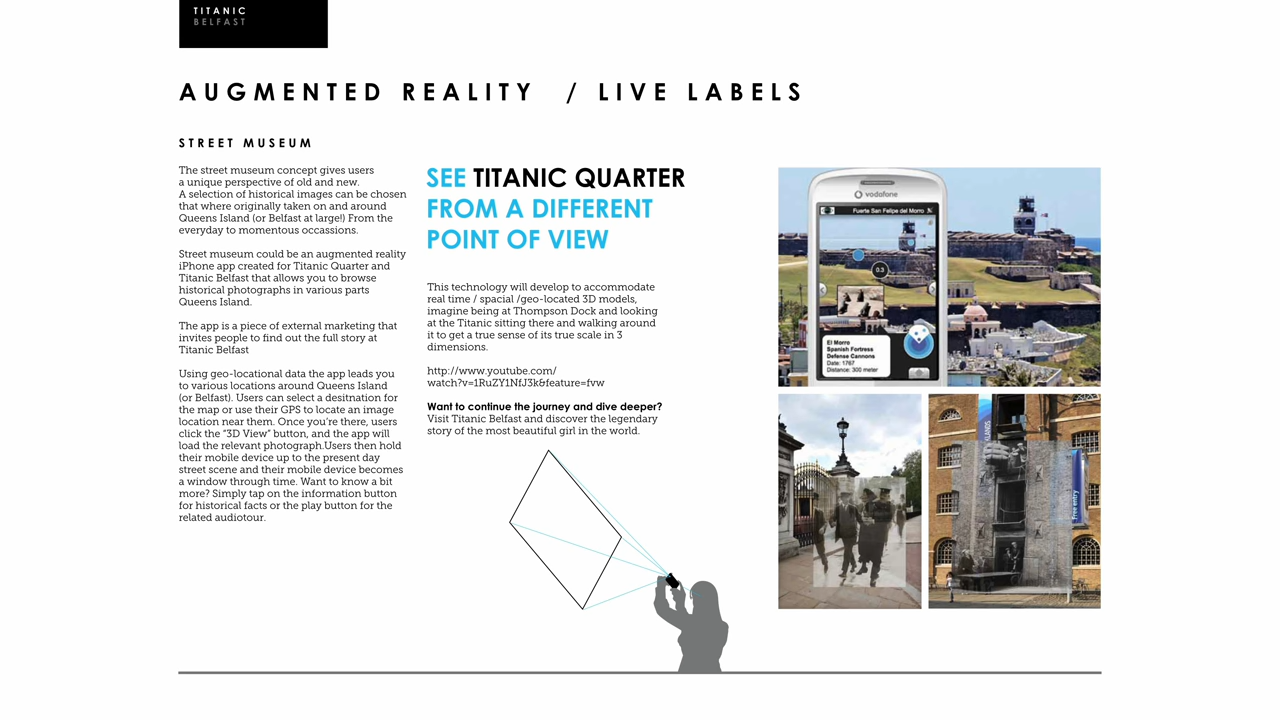 TITANIC
BELFAST
AUGMENTED REALITY / LIVE LABELS
STREET MUSEUM
The street museum concept gives users
a unique perspective of old and new.
A selection of historical images can be chosen
that where originally taken on and around
Queens Island (or Belfast at large!) From the
everyday to momentous occassions.
Street museum could be an augmented reality
iPhone app created for Titanic Quarter and
Titanic Belfast that allows you to browse
historical photographs in various parts
Queens Island.
The app is a piece of external marketing that
invites people to find out the full story at
Titanic Belfast
Using geo-locational data the app leads you
to various locations around Queens Island
(or Belfast). Users can select a desitnation for
the map or use their GPS to locate an image
location near them. Once you're there, users
click the "3D View" button, and the app will
load the relevant photograph.Users then hold
their mobile device up to the present day
street scene and their mobile device becomes
a window through time. Want to know a bit
more? Simply tap on the information button
for historical facts or the play button for the
related audiotour.
SEE TITANIC QUARTER
FROM A DIFFERENT
POINT OF VIEW
This technology will develop to accommodate
real time / spacial /geo-located 3D models,
imagine being at Thompson Dock and looking
at the Titanic sitting there and walking around
it to get a true sense of its true scale in 3
dimensions.
http://www.youtube.com/
watch?v=1RuZY1NfJ3k&feature=fvw
Want to continue the journey and dive deeper?
Visit Titanic Belfast and discover the legendary
story of the most beautiful girl in the world.
vodafone
Fuerte San Felipe del Morro
0.3
El Morro
Spanish Fortress
Defense Cannons
Date: 1767
Distance: 300 meter
Free entry